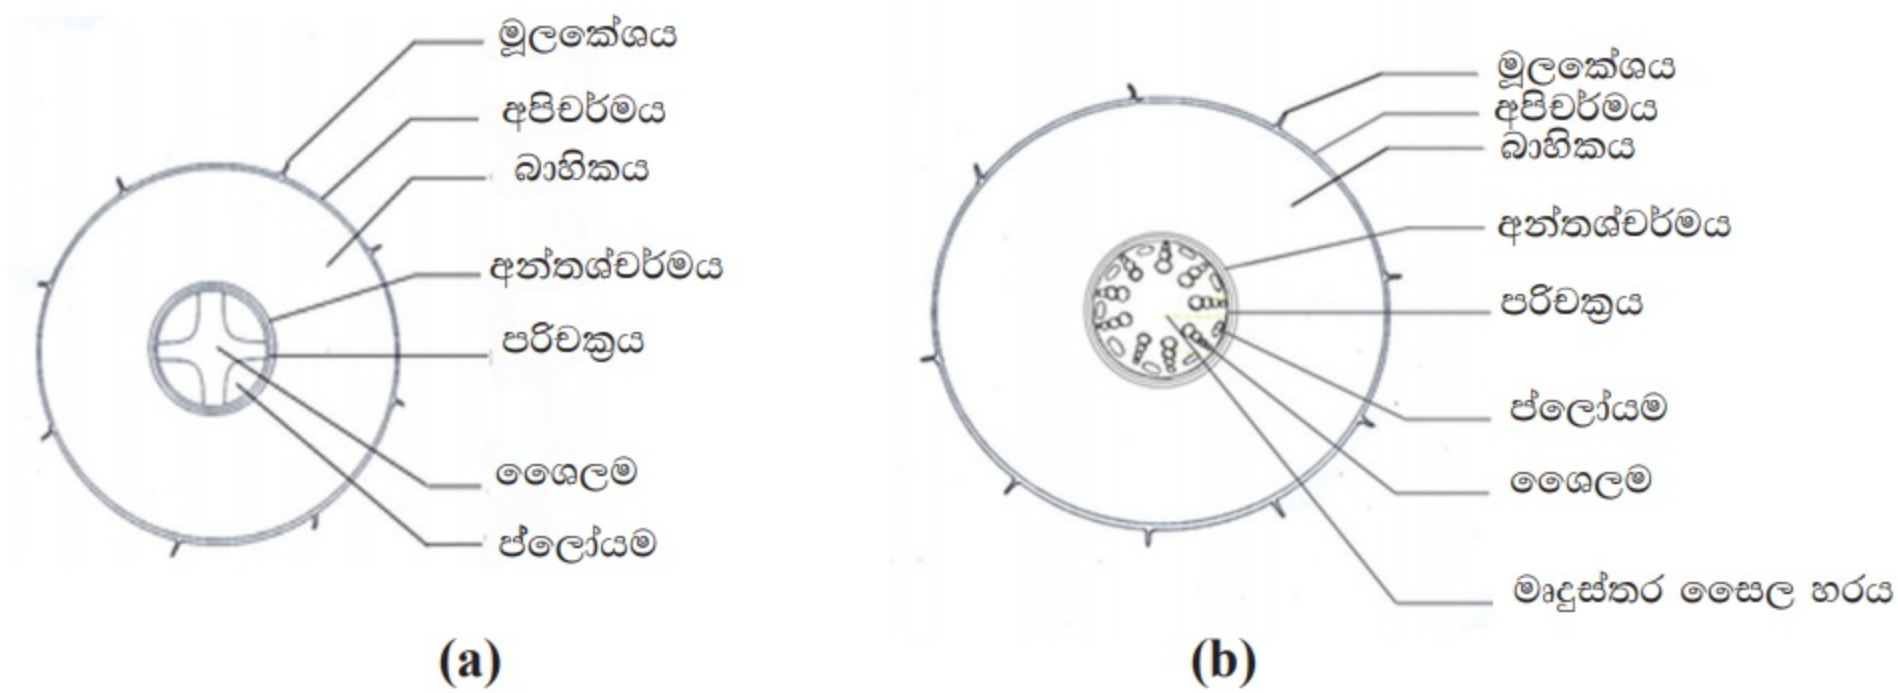 මූලකේශය
අපිචර්මය
බාහිකය
අන්තශ්චර්මය
පරිචක්‍රය
ශෛලම
ප්ලෝයම
(a)
මූලකේශය
අපිචර්මය
බාහිකය
අන්තශ්චර්මය
පරිචක්‍රය
ප්ලෝයම
ශෛලම
මෘදුස්තර සෛල හරය
(b)